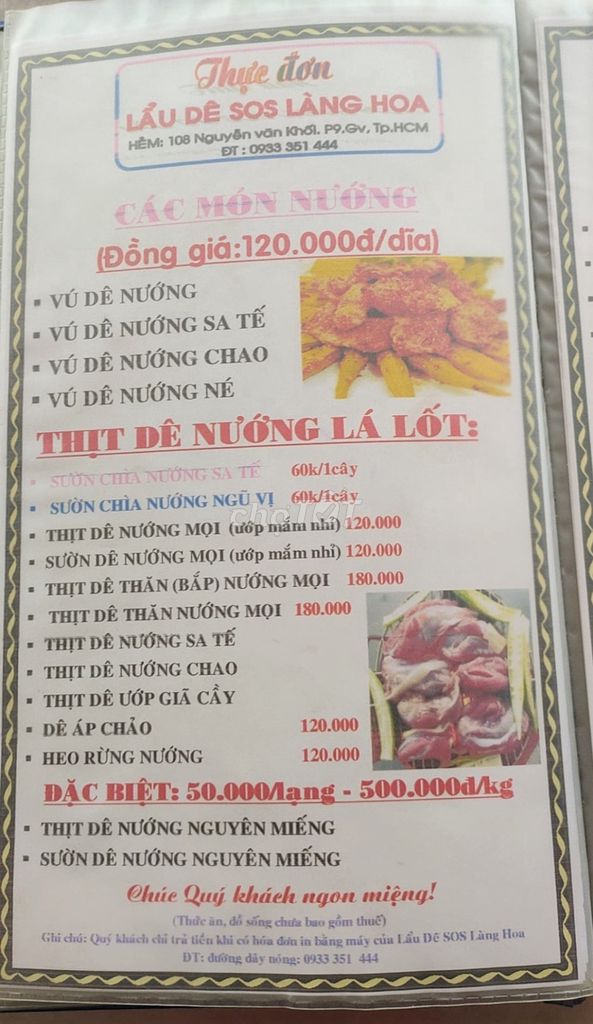 Thực đơn
LẨU DÊ SOS LÀNG HOA
HẺM: 108 Nguyễn văn Khối. P9.Gv, Tp.HCM
ĐT : 0933 351 444
CÁC MÓN NƯỚNG
(Đồng giá:120.000đ/dĩa)
▪ VÚ DÊ NƯỚNG
▪ VÚ DÊ NƯỚNG SA TẾ
▪ VÚ DÊ NƯỚNG CHAO
▪ VÚ DÊ NƯỚNG NÉ
THỊT DÊ NƯỚNG LÁ LỐT:
▪ SƯỜN CHÌA NƯỚNG SA TẾ 60k/1cây
▪ SƯỜN CHÌA NƯỚNG NGŨ VỊ 60k/1cây
chợTỐT
▪ THỊT DÊ NƯỚNG MỌI (ướp mắm nhỉ) 120.000
▪ SƯỜN DÊ NƯỚNG MỌI (ướp mắm nhỉ) 120.000
▪ THỊT DÊ THĂN (BẮP) NƯỚNG MỌI 180.000
▪ THỊT DÊ THĂN NƯỚNG MỌI 180.000
▪ THỊT DÊ NƯỚNG SA TẾ
▪ THỊT DÊ NƯỚNG CHAO
▪ THỊT DÊ ƯỚP GIÃ CẦY
▪ DÊ ÁP CHẢO 120.000
▪ HEO RỪNG NƯỚNG 120.000
ĐẶC BIỆT: 50.000/lạng - 500.000đ/kg
▪ THỊT DÊ NƯỚNG NGUYÊN MIẾNG
▪ SƯỜN DÊ NƯỚNG NGUYÊN MIẾNG
Chúc Quý khách ngon miệng!
(Thức ăn, đồ sống chưa bao gồm thuế)
Ghi chú: Quý khách chỉ trả tiền khi có hóa đơn in bằng máy của Lẩu Dê SOS Làng Hoa
ĐT: đường dây nóng: 0933 351 444